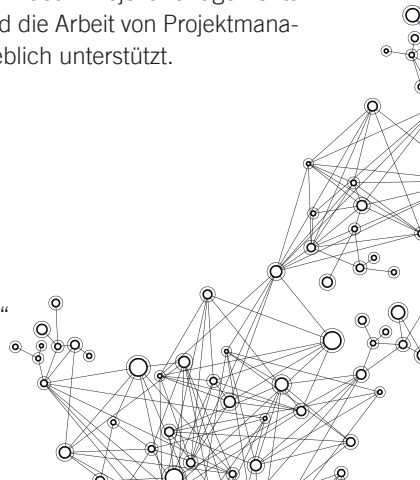 d die Arbeit von Projektmana-
eblich unterstützt.
“